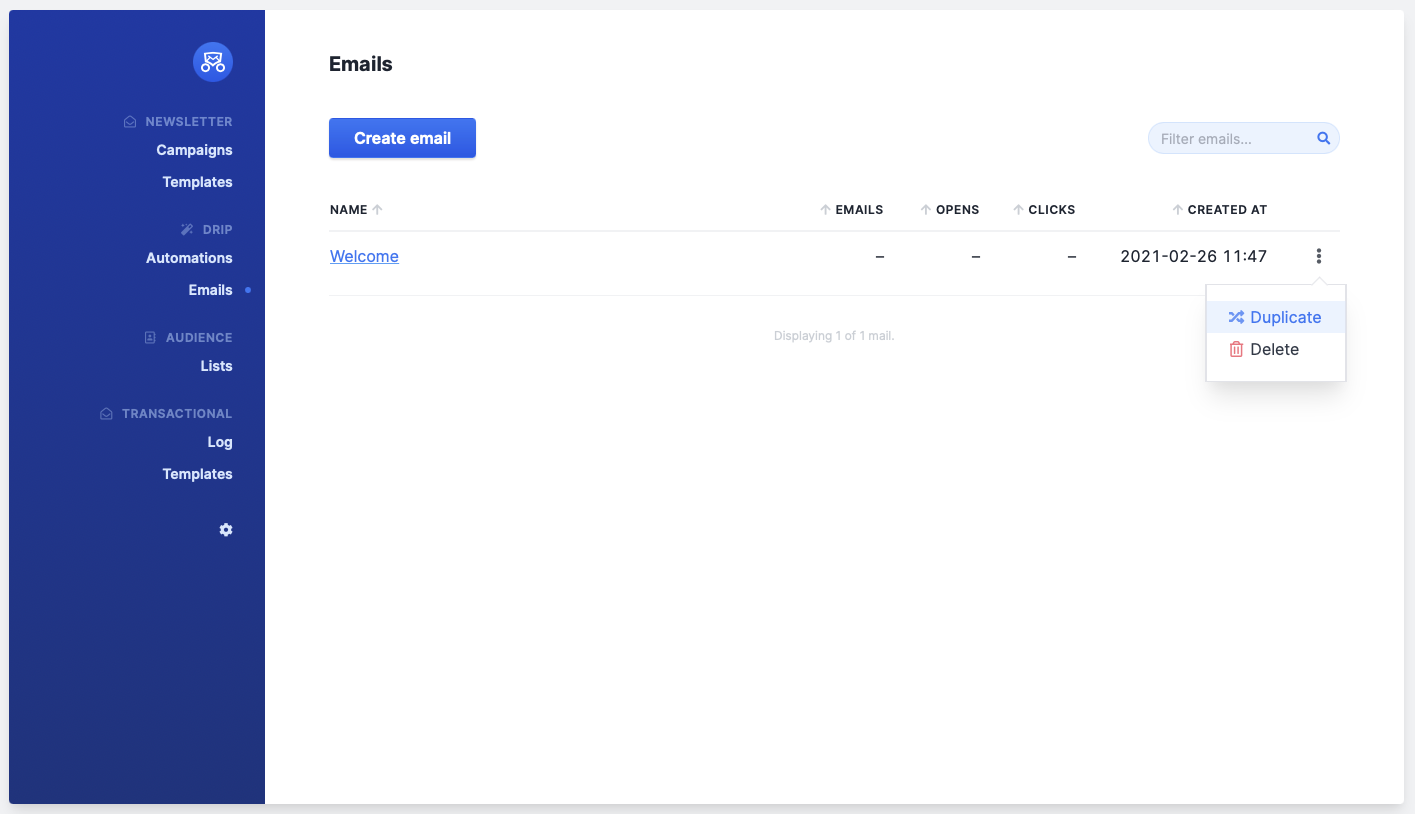 NEWSLETTER
Campaigns
Templates
DRIP
Automations
Emails
AUDIENCE
Lists
TRANSACTIONAL
Log
Templates
Emails
Create email
Filter emails...
NAME EMAILS OPENS CLICKS CREATED AT
Welcome – – – 2021-02-26 11:47
Duplicate
Delete
Displaying 1 of 1 mail.